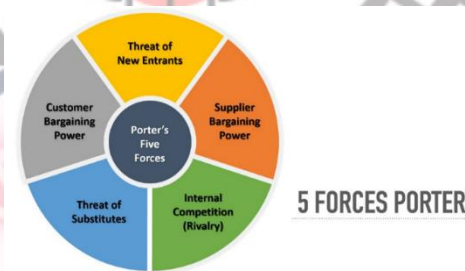 Threat of
New Entrants
Customer
Bargaining
Power
Supplier
Bargaining
Power
Porter's
Five
Forces
Threat of
Substitutes
Internal
Competition
(Rivalry)
5 FORCES PORTER